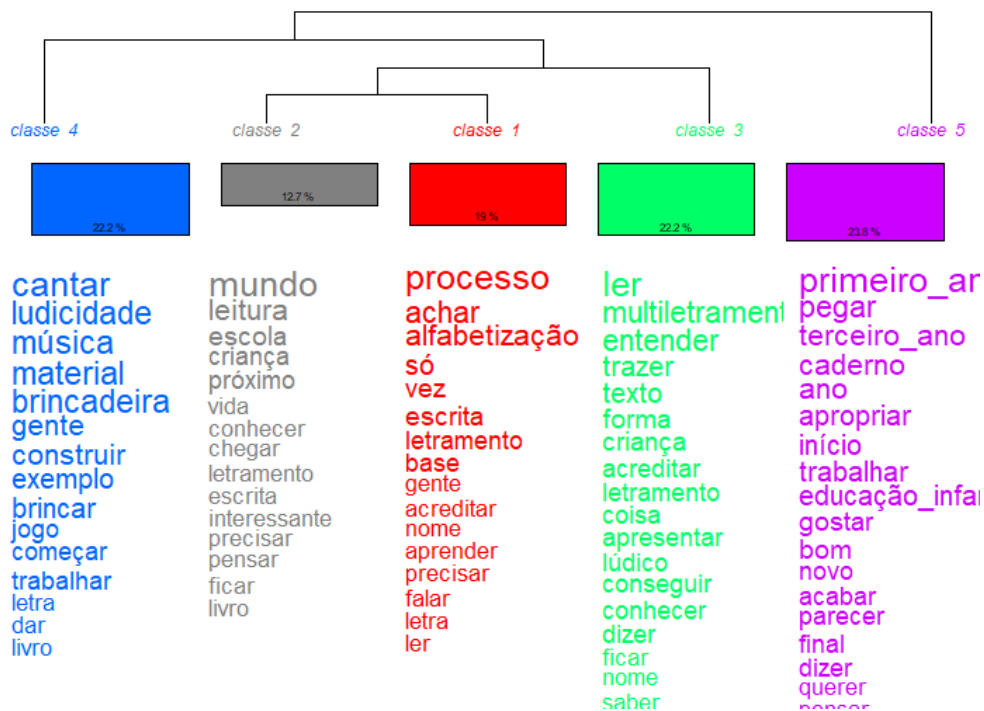 classe 4
classe 2
classe 1
classe 3
classe 5
22.2 %
12.7 %
19 %
22.2 %
23.8 %
cantar
ludicidade
música
material
brincadeira
gente
construir
exemplo
brincar
jogo
começar
trabalhar
letra
dar
livro
mundo
leitura
escola
criança
próximo
vida
conhecer
chegar
letramento
escrita
interessante
precisar
pensar
ficar
livro
processo
achar
alfabetização
só
vez
escrita
letramento
base
gente
acreditar
nome
aprender
precisar
falar
letra
ler
ler
multiletrament
entender
trazer
texto
forma
criança
acreditar
letramento
coisa
apresentar
lúdico
conseguir
conhecer
dizer
ficar
nome
saber
primeiro_an
pegar
terceiro_ano
caderno
ano
apropriar
início
trabalhar
educação_infan
gostar
bom
novo
acabar
parecer
final
dizer
querer
pensar